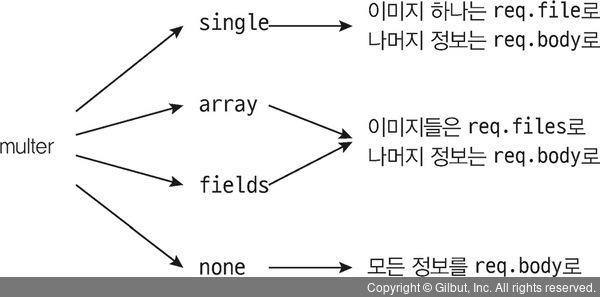 multer
single
이미지 하나는 req.file로
나머지 정보는 req.body로
array
fields
이미지들은 req.files로
나머지 정보는 req.body로
none
모든 정보를 req.body로
Copyright © Gilbut, Inc. All rights reserved.